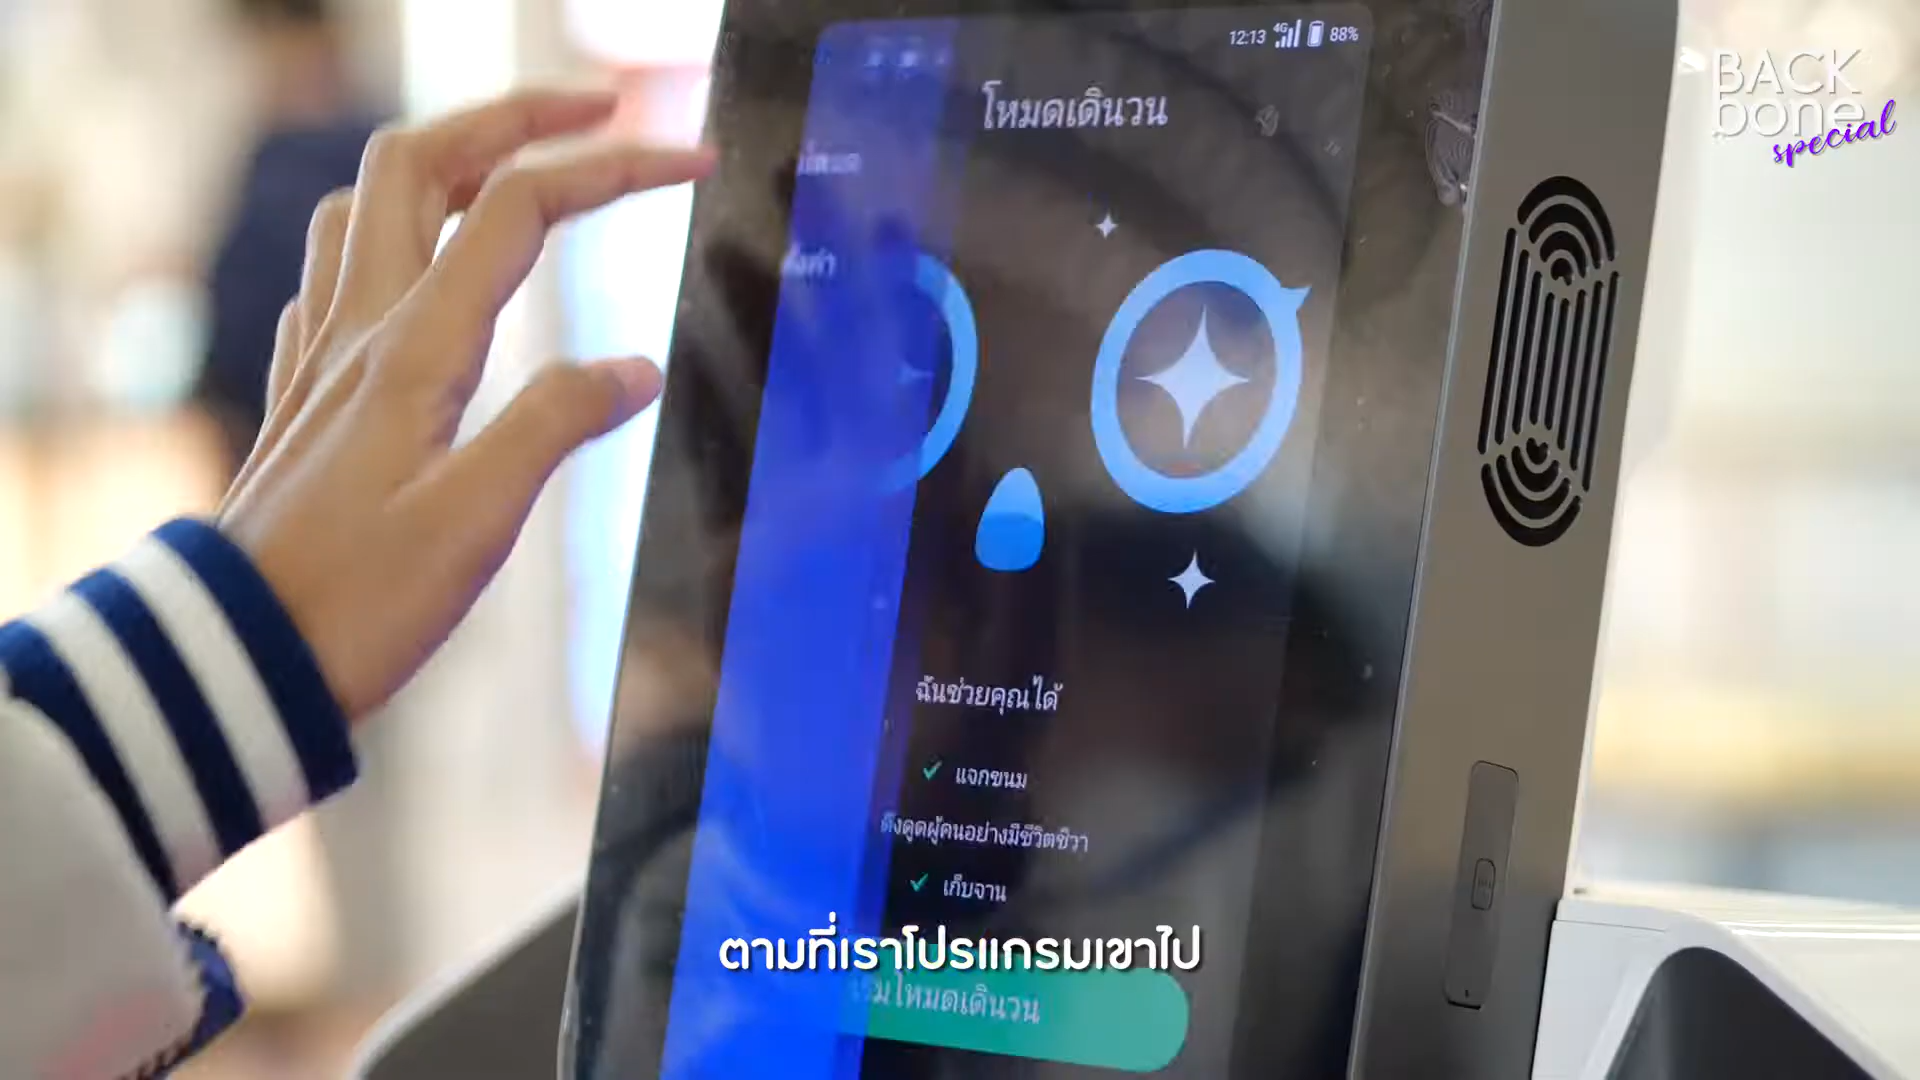 12:13 4G 88%
BACK
bone
special
โหมดเดินวน
ฉันช่วยคุณได้
✓ แจกขนม
ดึงดูดผู้คนอย่างมีชีวิตชีวา
✓ เก็บจาน
ตามที่เราโปรแกรมเขาไป
เริ่มโหมดเดินวน